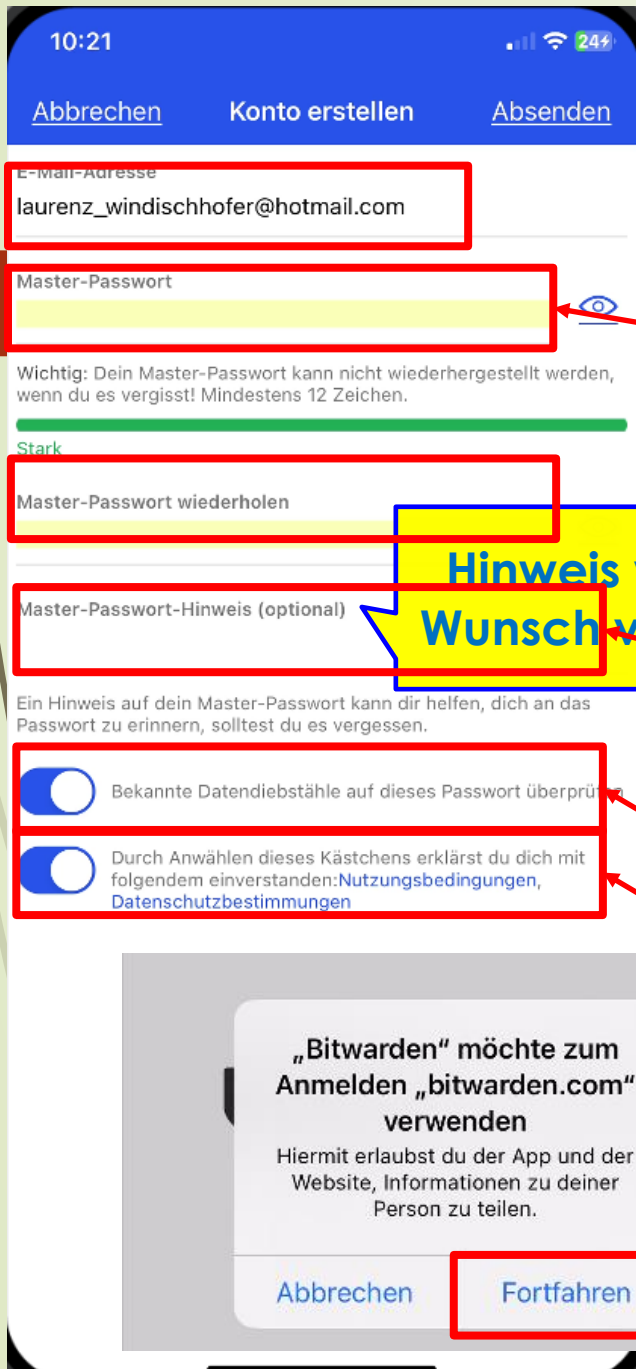 10:21
24
Abbrechen Konto erstellen Absenden
E-Mail-Adresse
laurenz_windischhofer@hotmail.com
Master-Passwort
Wichtig: Dein Master-Passwort kann nicht wiederhergestellt werden,
wenn du es vergisst! Mindestens 12 Zeichen.
Stark
Master-Passwort wiederholen
Hinweis
Wunsch
Master-Passwort-Hinweis (optional)
Ein Hinweis auf dein Master-Passwort kann dir helfen, dich an das
Passwort zu erinnern, solltest du es vergessen.
Bekannte Datendiebstähle auf dieses Passwort überprüfen
Durch Anwählen dieses Kästchens erklärst du dich mit
folgendem einverstanden:Nutzungsbedingungen,
Datenschutzbestimmungen
„Bitwarden“ möchte zum
Anmelden „bitwarden.com“
verwenden
Hiermit erlaubst du der App und der
Website, Informationen zu deiner
Person zu teilen.
Abbrechen Fortfahren